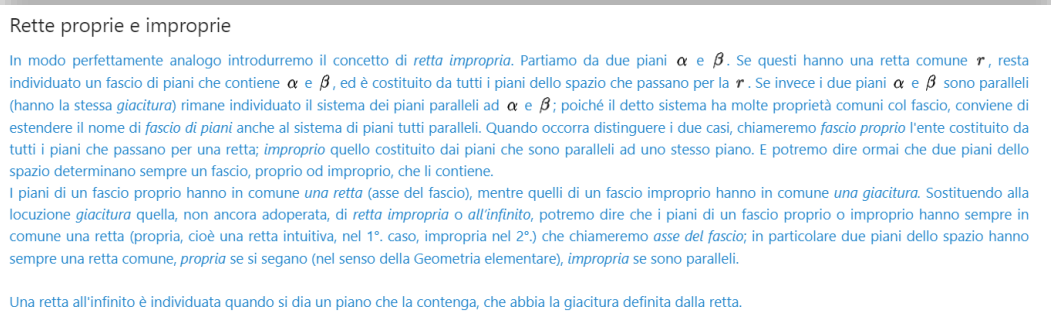 Rette proprie e improprie
In modo perfettamente analogo introdurremo il concetto di retta impropria. Partiamo da due piani α e β. Se questi hanno una retta comune r, resta
individuato un fascio di piani che contiene α e β, ed è costituito da tutti i piani dello spazio che passano per la r. Se invece i due piani α e β sono paralleli
(hanno la stessa giacitura) rimane individuato il sistema dei piani paralleli ad α e β; poiché il detto sistema ha molte proprietà comuni col fascio, conviene di
estendere il nome di fascio di piani anche al sistema di piani tutti paralleli. Quando occorra distinguere i due casi, chiameremo fascio proprio l'ente costituito da
tutti i piani che passano per una retta; improprio quello costituito dai piani che sono paralleli ad uno stesso piano. E potremo dire ormai che due piani dello
spazio determinano sempre un fascio, proprio od improprio, che li contiene.
I piani di un fascio proprio hanno in comune una retta (asse del fascio), mentre quelli di un fascio improprio hanno in comune una giacitura. Sostituendo alla
locuzione giacitura quella, non ancora adoperata, di retta impropria o all'infinito, potremo dire che i piani di un fascio proprio o improprio hanno sempre in
comune una retta (propria, cioè una retta intuitiva, nel 1°. caso, impropria nel 2°.) che chiameremo asse del fascio; in particolare due piani dello spazio hanno
sempre una retta comune, propria se si segano (nel senso della Geometria elementare), impropria se sono paralleli.
Una retta all'infinito è individuata quando si dia un piano che la contenga, che abbia la giacitura definita dalla retta.